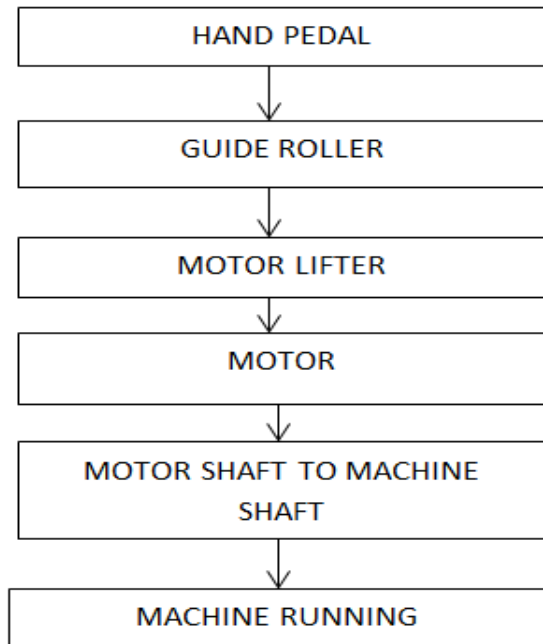 HAND PEDAL
GUIDE ROLLER
MOTOR LIFTER
MOTOR
MOTOR SHAFT TO MACHINE
SHAFT
MACHINE RUNNING